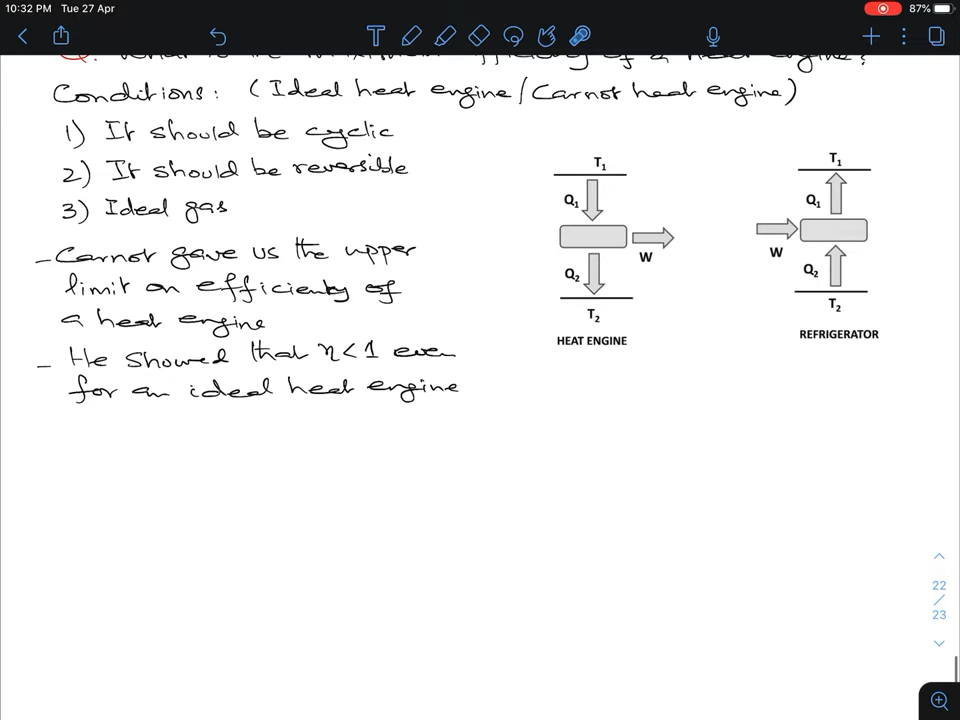 10:32 PM Tue 27 Apr
87%
Conditions: (Ideal heat engine/Carnot heat engine)
1) It should be cyclic
2) It should be reversible
3) Ideal gas
- Carnot gave us the upper
limit on efficiency of
a heat engine
- He showed that η<1 even
for an ideal heat engine
T1
Q1
W
Q2
T2
HEAT ENGINE
T1
Q1
W
Q2
T2
REFRIGERATOR
22
/
23